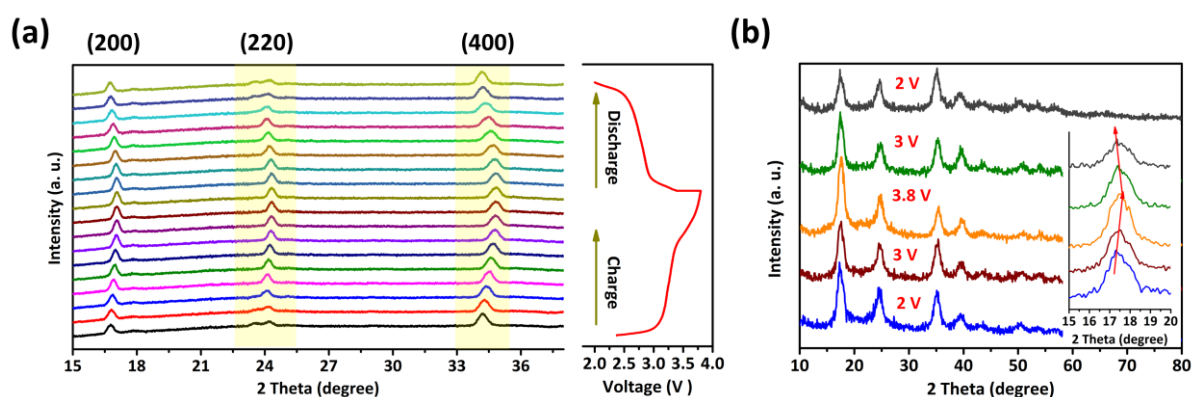 (a)
(200) (220) (400)
Intensity (a. u.)
15 18 21 24 27 30 33 36
2 Theta (degree)
Discharge
Charge
2.0 2.5 3.0 3.5 4.0
Voltage (V )
(b)
Intensity (a. u.)
2 V
3 V
3.8 V
3 V
2 V
15 16 17 18 19 20
2 Theta (degree)
10 20 30 40 50 60 70 80
2 Theta (degree)